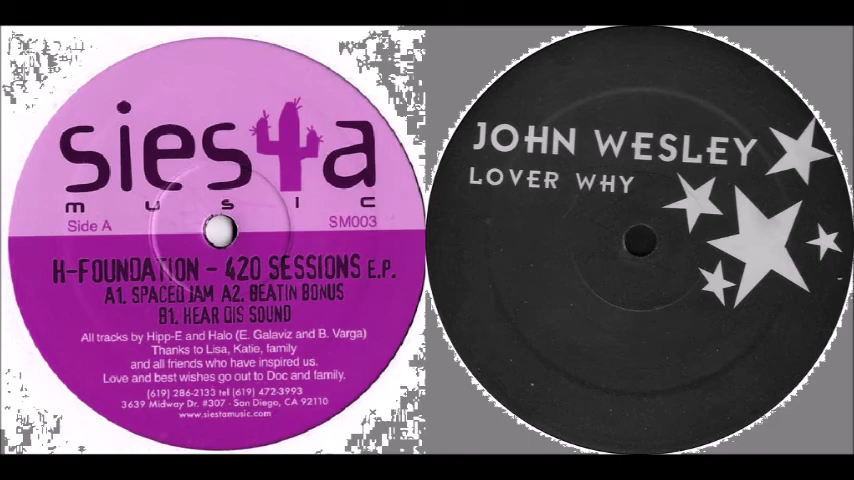 siesta
music
Side A
SM003
H-FOUNDATION - 420 SESSIONS E.P.
A1. SPACED JAM A2. BEATIN BONUS
B1. HEAR DIS SOUND
All tracks by Hipp-E and Halo (E. Galaviz and B. Varga)
Thanks to Lisa, Katie, family
and all friends who have inspired us.
Love and best wishes go out to Doc and family.
(619) 286-2133 tel (619) 472-3993
3639 Midway Dr. #307 - San Diego, CA 92110
www.siestamusic.com
JOHN WESLEY
LOVER WHY